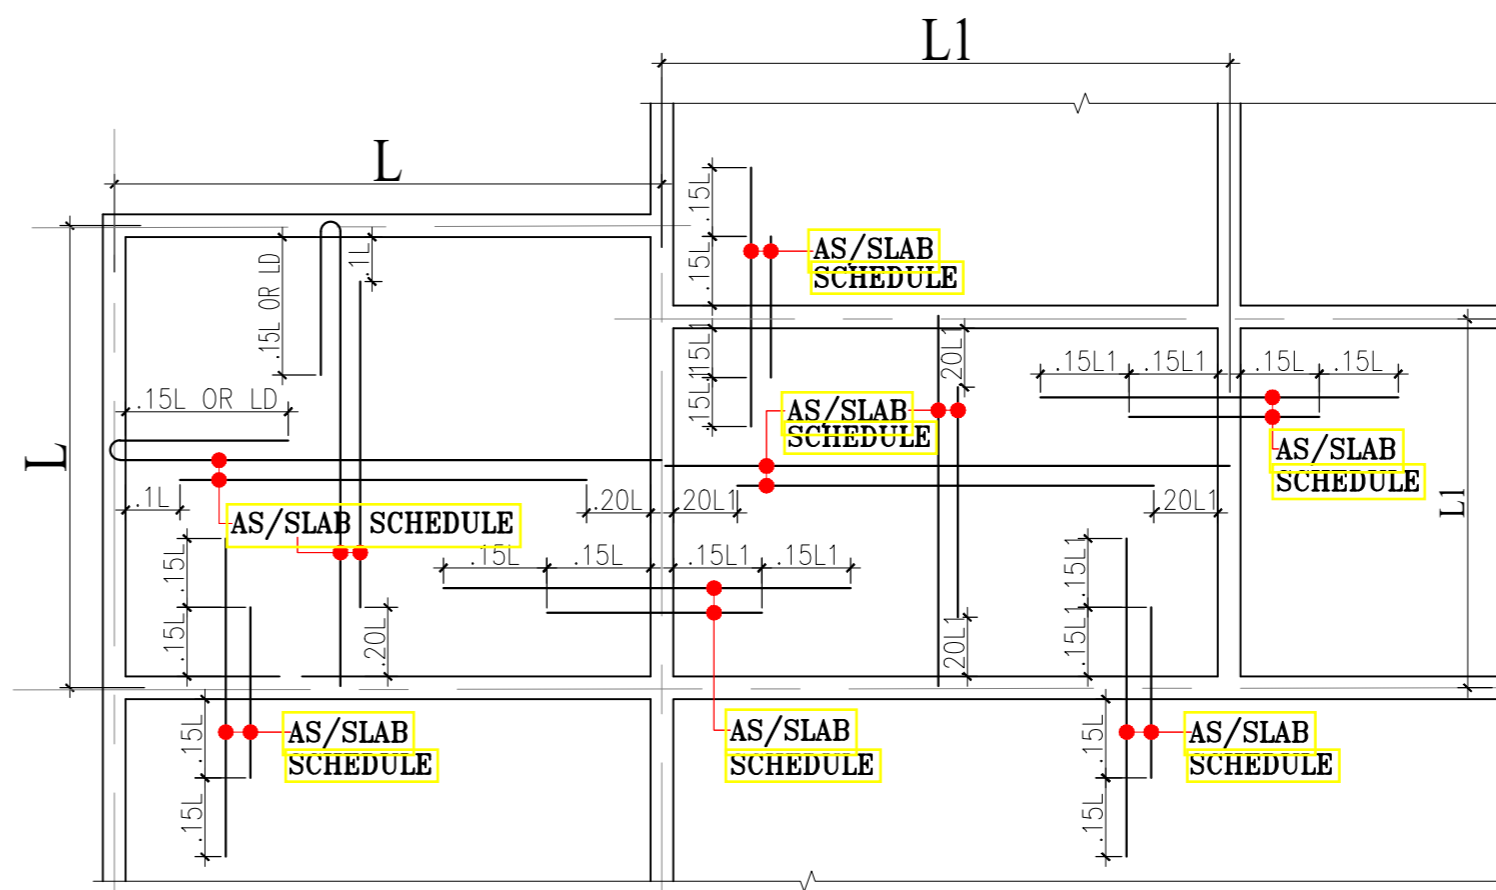 L1
L
.15L
.15L
AS/SLAB
SCHEDULE
.15L OR LD
.1L
.15L1
.15L1
.20L1
.15L1
.15L1
.15L
.15L
.15L OR LD
AS/SLAB
SCHEDULE
AS/SLAB
SCHEDULE
L
L1
.1L
.20L
.20L1
.20L1
AS/SLAB SCHEDULE
.15L
.15L
.15L1
.15L1
.15L
.15L
.20L
.20L1
.15L1
.15L1
AS/SLAB
SCHEDULE
AS/SLAB
SCHEDULE
AS/SLAB
SCHEDULE
.15L
.15L
.15L
.15L